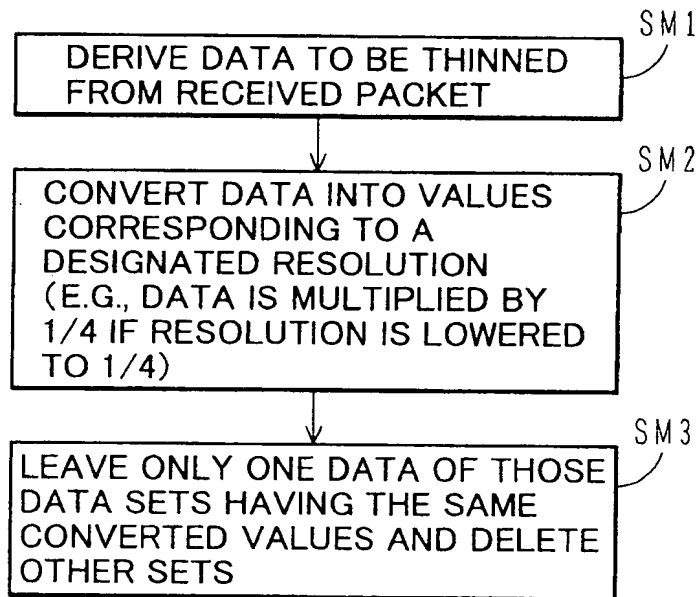 SM1
DERIVE DATA TO BE THINNED
FROM RECEIVED PACKET
SM2
CONVERT DATA INTO VALUES
CORRESPONDING TO A
DESIGNATED RESOLUTION
(E.G., DATA IS MULTIPLIED BY
1/4 IF RESOLUTION IS LOWERED
TO 1/4)
SM3
LEAVE ONLY ONE DATA OF THOSE
DATA SETS HAVING THE SAME
CONVERTED VALUES AND DELETE
OTHER SETS